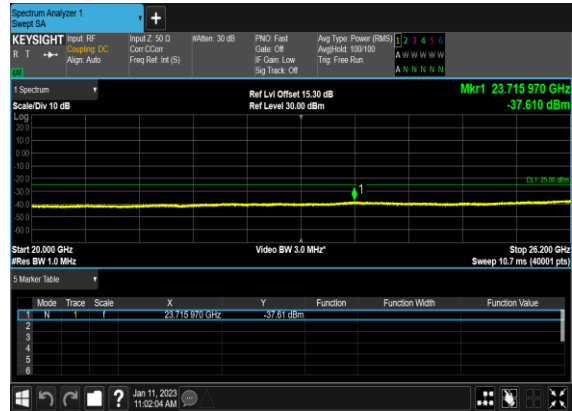 Spectrum Analyzer 1
Swept SA
KEYSIGHT Input: RF Input Z: 50 Ω #Atten: 30 dB PNO: Fast Avg Type: Power (RMS) 1 2 3 4 5 6
R T Coupling: DC Corr CCorr Gate: Off Avg|Hold: 100/100 A W W W W W
Align: Auto Freq Ref: Int (S) IF Gain: Low Trig: Free Run
LW Sig Track: Off A N N N N N
1 Spectrum Ref Lvl Offset 15.30 dB Mkr1 23.715 970 GHz
Scale/Div 10 dB Ref Level 30.00 dBm -37.610 dBm
Log
20.0
10.0
0.00
-10.0
-20.0
DL1 -25.00 dBm
-30.0
1
-40.0
-50.0
-60.0
Start 20.000 GHz Video BW 3.0 MHz* Stop 26.200 GHz
#Res BW 1.0 MHz Sweep 10.7 ms (40001 pts)
5 Marker Table
Mode Trace Scale X Y Function Function Width Function Value
1 N 1 f 23.715 970 GHz -37.61 dBm
2
3
4
5
6
? Jan 11, 2023
11:02:04 AM